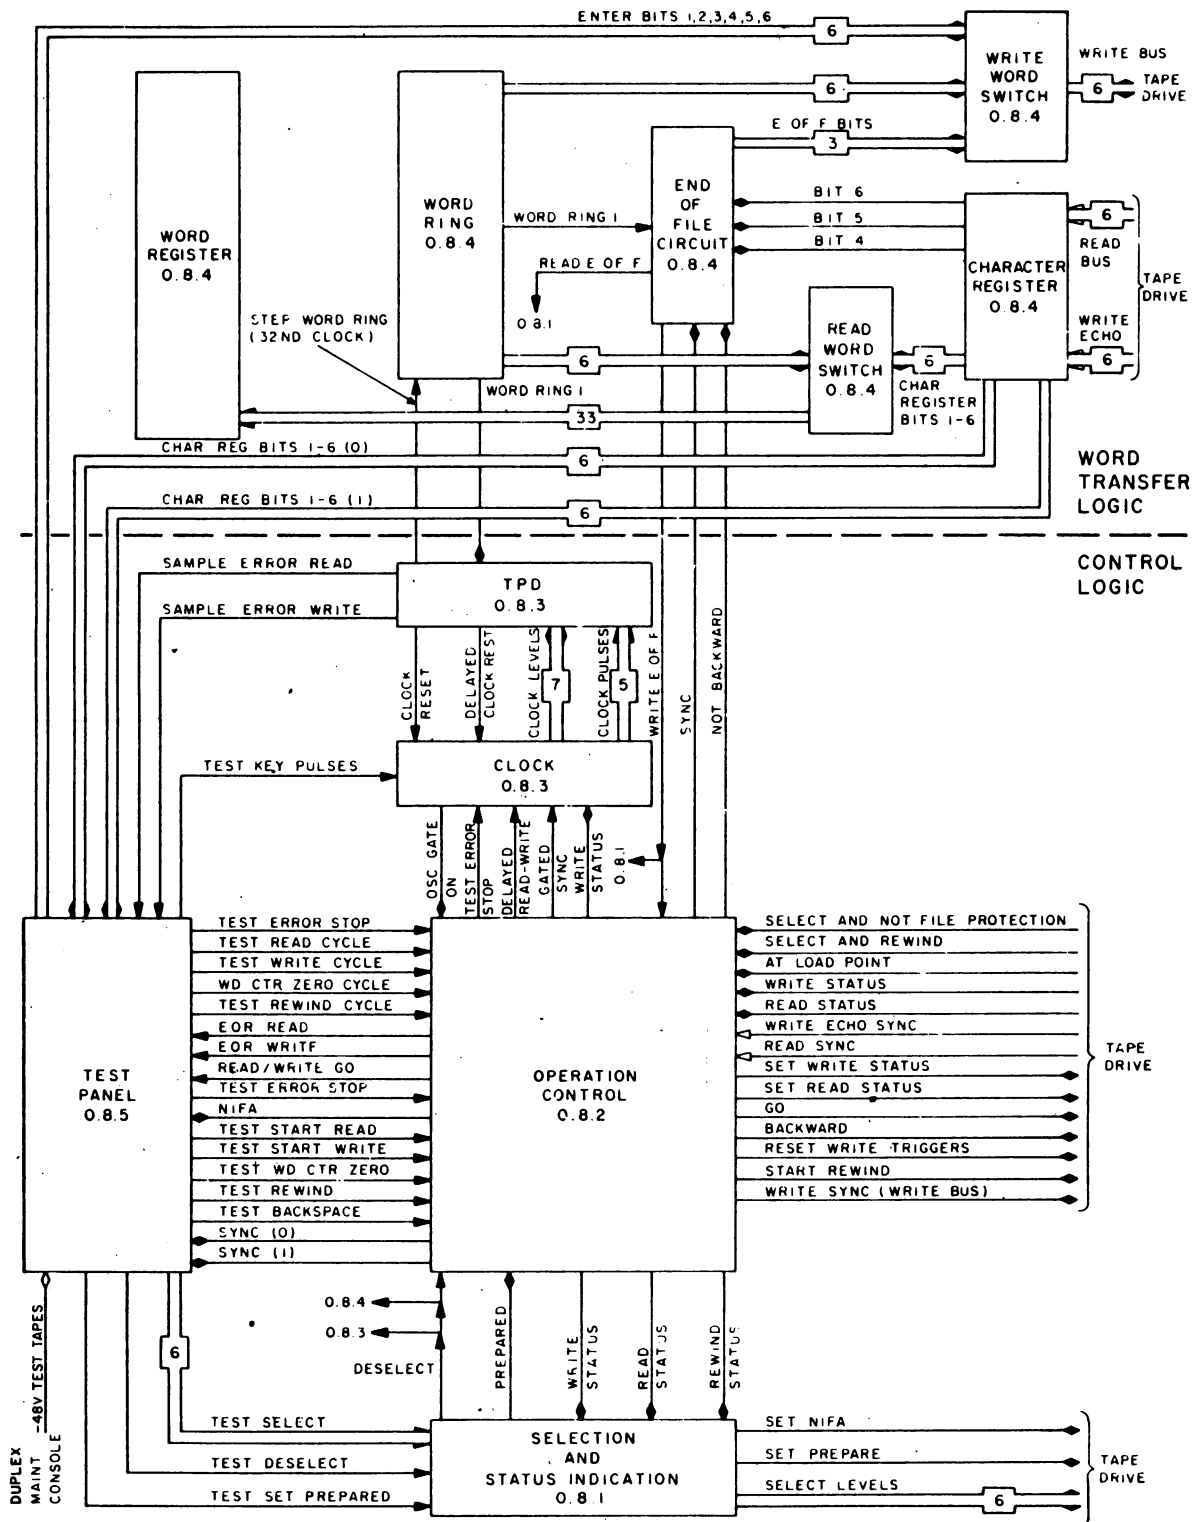 ENTER BITS 1,2,3,4,5,6
6
WRITE
WORD
SWITCH
0.8.4
WRITE BUS
6
TAPE
DRIVE
6
E OF F BITS
3
WORD
REGISTER
0.8.4
WORD
RING
0.8.4
END
OF
FILE
CIRCUIT
0.8.4
WORD RING 1
READ E OF F
0.8.1
BIT 6
BIT 5
BIT 4
CHARACTER
REGISTER
0.8.4
6
READ
BUS
TAPE
DRIVE
WRITE
ECHO
6
STEP WORD RING
(32ND CLOCK)
READ
WORD
SWITCH
0.8.4
6
6
CHAR
REGISTER
BITS 1-6
WORD RING 1
33
CHAR REG BITS 1-6 (0)
6
CHAR REG BITS 1-6 (1)
6
WORD
TRANSFER
LOGIC
CONTROL
LOGIC
SAMPLE ERROR READ
SAMPLE ERROR WRITE
TPD
0.8.3
CLOCK
RESET
DELAYED
CLOCK REST
CLOCK LEVELS
7
CLOCK PULSES
5
WRITE E OF F
SYNC
NOT BACKWARD
TEST KEY PULSES
CLOCK
0.8.3
OSC GATE
ON
TEST ERROR
STOP
DELAYED
READ-WRITE
GATED
SYNC
WRITE
STATUS
0.8.1
TEST
PANEL
0.8.5
TEST ERROR STOP
TEST READ CYCLE
TEST WRITE CYCLE
WD CTR ZERO CYCLE
TEST REWIND CYCLE
EOR READ
EOR WRITE
READ/WRITE GO
TEST ERROR STOP
NIFA
TEST START READ
TEST START WRITE
TEST WD CTR ZERO
TEST REWIND
TEST BACKSPACE
SYNC (0)
SYNC (1)
OPERATION
CONTROL
0.8.2
SELECT AND NOT FILE PROTECTION
SELECT AND REWIND
AT LOAD POINT
WRITE STATUS
READ STATUS
WRITE ECHO SYNC
READ SYNC
SET WRITE STATUS
SET READ STATUS
GO
BACKWARD
RESET WRITE TRIGGERS
START REWIND
WRITE SYNC (WRITE BUS)
TAPE
DRIVE
0.8.4
0.8.3
DESELECT
PREPARED
WRITE
STATUS
READ
STATUS
REWIND
STATUS
6
DUPLEX
MAINT
CONSOLE
-48V TEST TAPES
TEST SELECT
TEST DESELECT
TEST SET PREPARED
SELECTION
AND
STATUS INDICATION
0.8.1
SET NIFA
SET PREPARE
SELECT LEVELS
6
TAPE
DRIVE